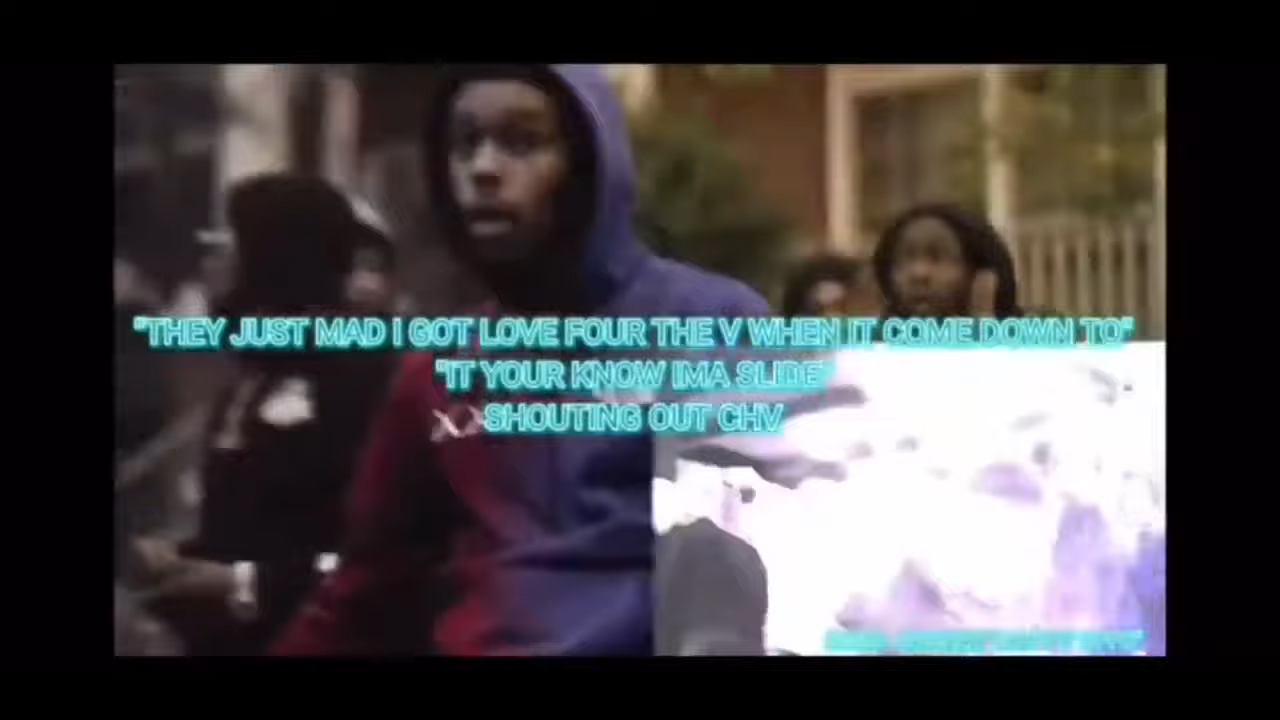 "THEY JUST MAD I GOT LOVE FOUR THE V WHEN IT COME DOWN TO"
"IT YOUR KNOW IMA SLIDE"
SHOUTING OUT CHV